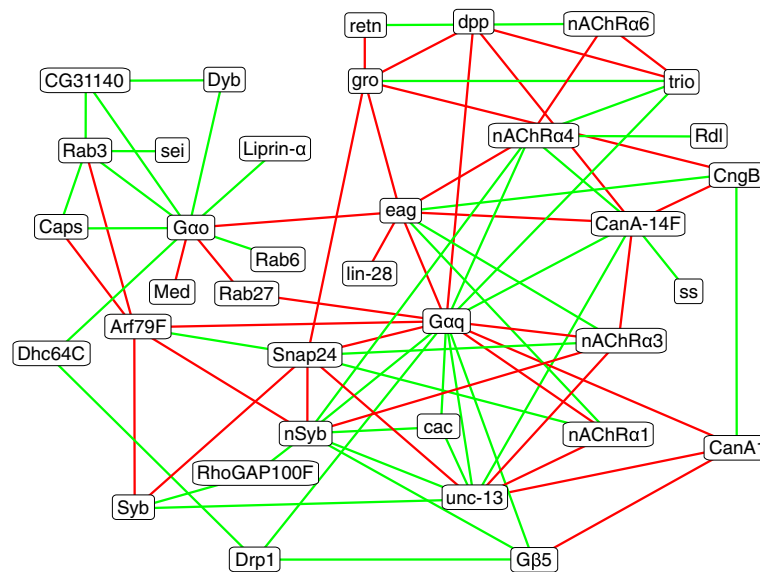 retn
dpp
nAChRα6
CG31140
Dyb
gro
trio
Rab3
sei
Liprin-α
nAChRα4
Rdl
CngB
Caps
Gαo
eag
CanA-14F
Rab6
lin-28
Med
Rab27
ss
Arf79F
Gαq
Dhc64C
Snap24
nAChRα3
nSyb
cac
nAChRα1
CanA1
RhoGAP100F
Syb
unc-13
Drp1
Gβ5